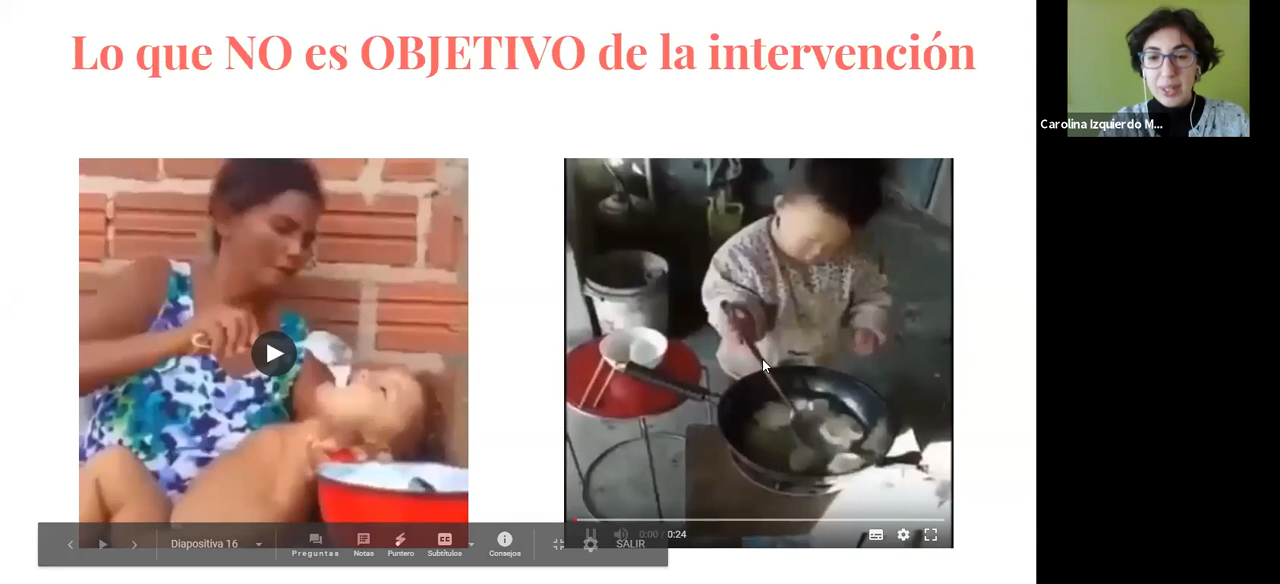 Lo que NO es OBJETIVO de la intervención
Carolina Izquierdo M...
0:00 / 0:24
Diapositiva 16
Preguntas
Notas
Puntero
Subtítulos
Consejos
SALIR